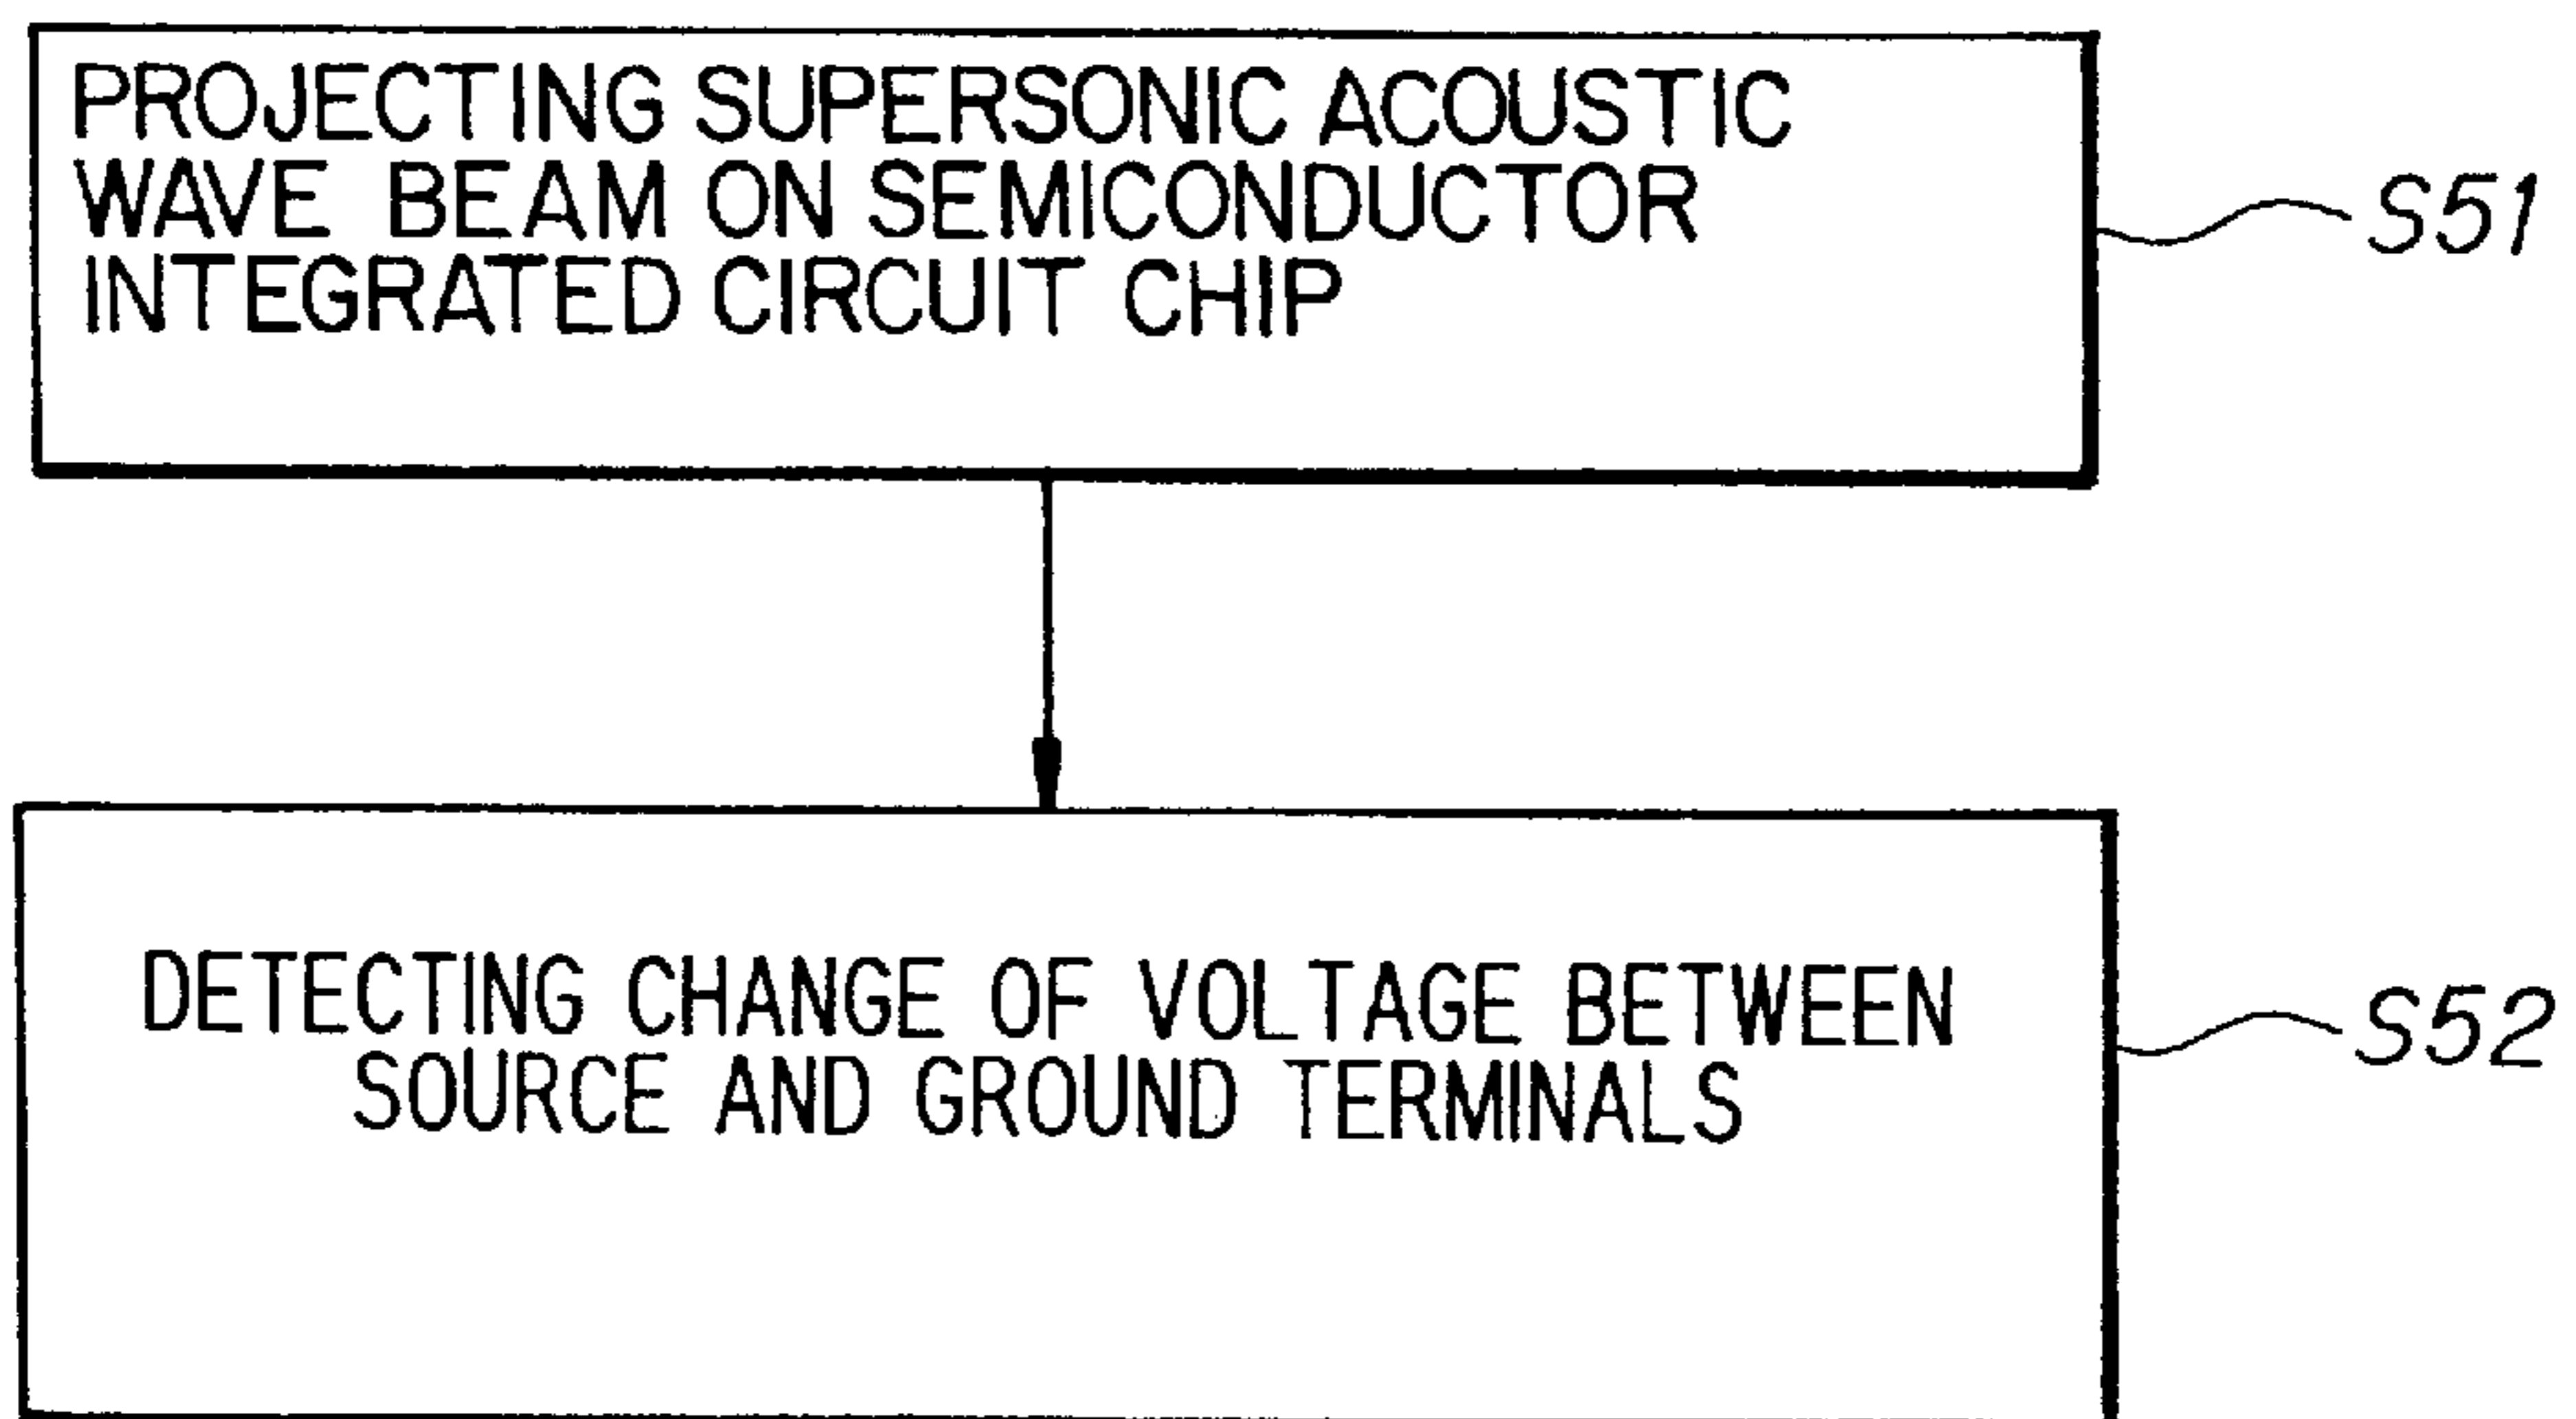 PROJECTING SUPERSONIC ACOUSTIC
WAVE BEAM ON SEMICONDUCTOR
INTEGRATED CIRCUIT CHIP
S51
DETECTING CHANGE OF VOLTAGE BETWEEN
SOURCE AND GROUND TERMINALS
S52